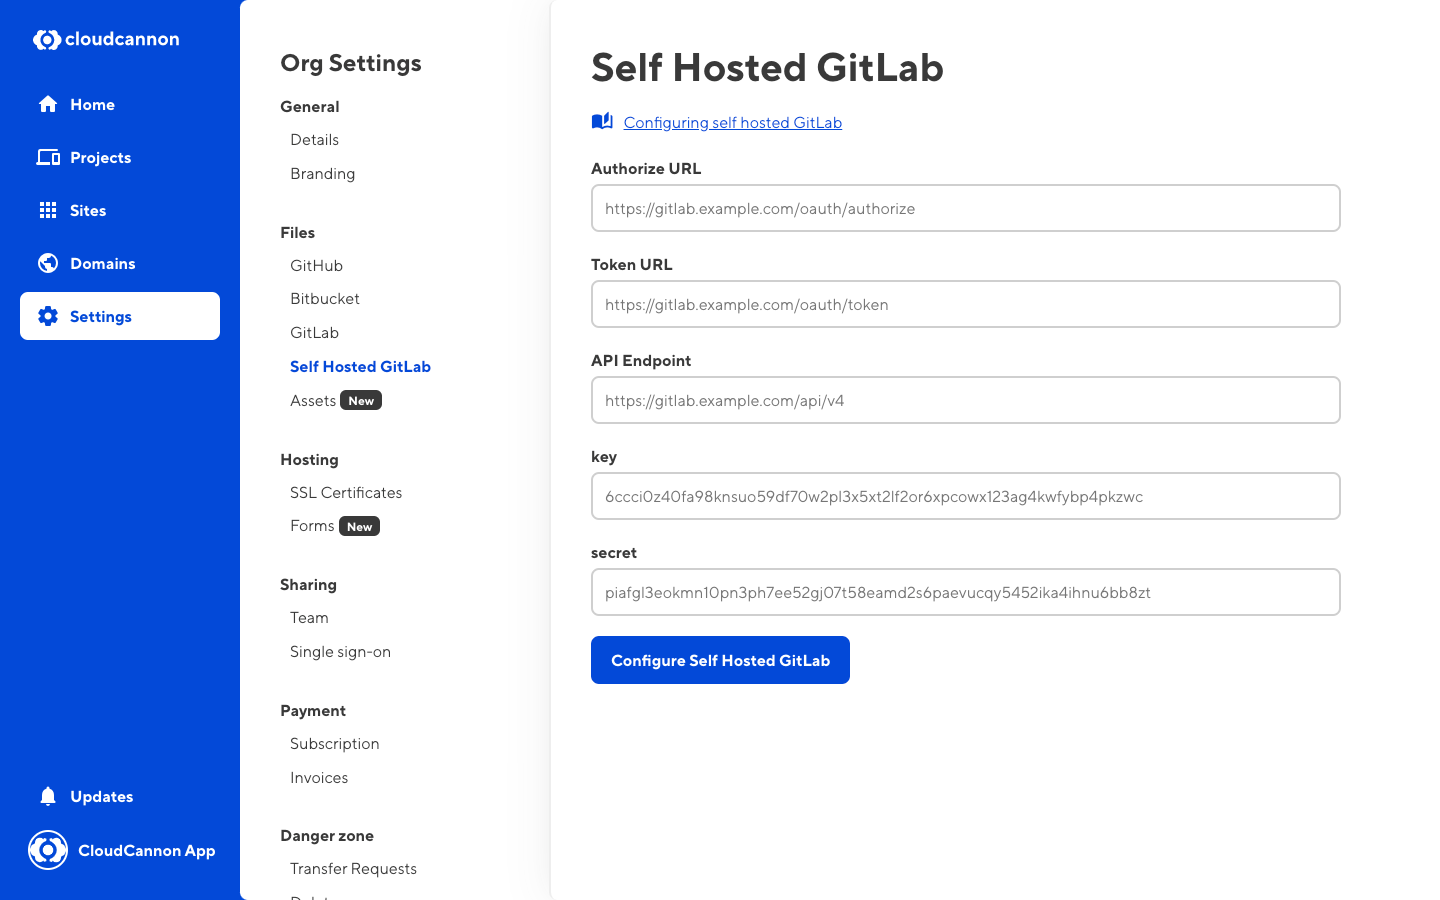 cloudcannon
Home
Projects
Sites
Domains
Settings
Updates
CloudCannon App
Org Settings
General
Details
Branding
Files
GitHub
Bitbucket
GitLab
Self Hosted GitLab
Assets New
Hosting
SSL Certificates
Forms New
Sharing
Team
Single sign-on
Payment
Subscription
Invoices
Danger zone
Transfer Requests
Self Hosted GitLab
Configuring self hosted GitLab
Authorize URL
https://gitlab.example.com/oauth/authorize
Token URL
https://gitlab.example.com/oauth/token
API Endpoint
https://gitlab.example.com/api/v4
key
6ccci0z40fa98knsuo59df70w2pl3x5xt2lf2or6xpcowx123ag4kwfybp4pkzwc
secret
piafgl3eokmn10pn3ph7ee52gj07t58eamd2s6paevucqy5452ika4ihnu6bb8zt
Configure Self Hosted GitLab